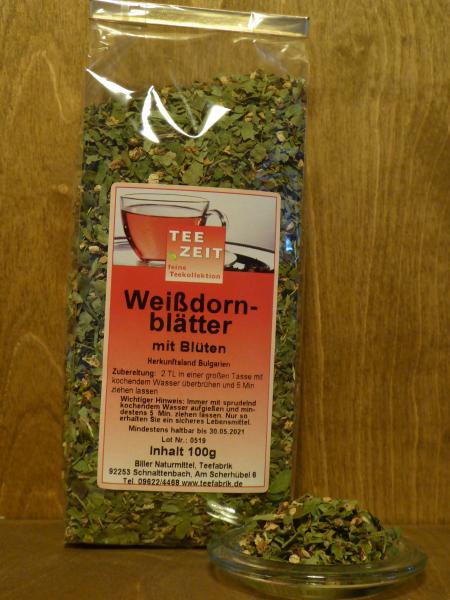 TEE
ZEIT
feine
Teekollektion
Weißdorn-
blätter
mit Blüten
Herkunftsland Bulgarien
Zubereitung: 2 TL in einer großen Tasse mit
kochendem Wasser überbrühen und 5 Min
ziehen lassen
Wichtiger Hinweis: Immer mit sprudelnd
kochendem Wasser aufgießen und min-
destens 5 Min. ziehen lassen. Nur so
erhalten Sie ein sicheres Lebensmittel.
Mindestens haltbar bis 30.05.2021
Lot Nr.: 0519
Inhalt 100g
Biller Naturmittel, Teefabrik
92253 Schnaittenbach, Am Scherhübel 6
Tel. 09622/4469 www.teefabrik.de